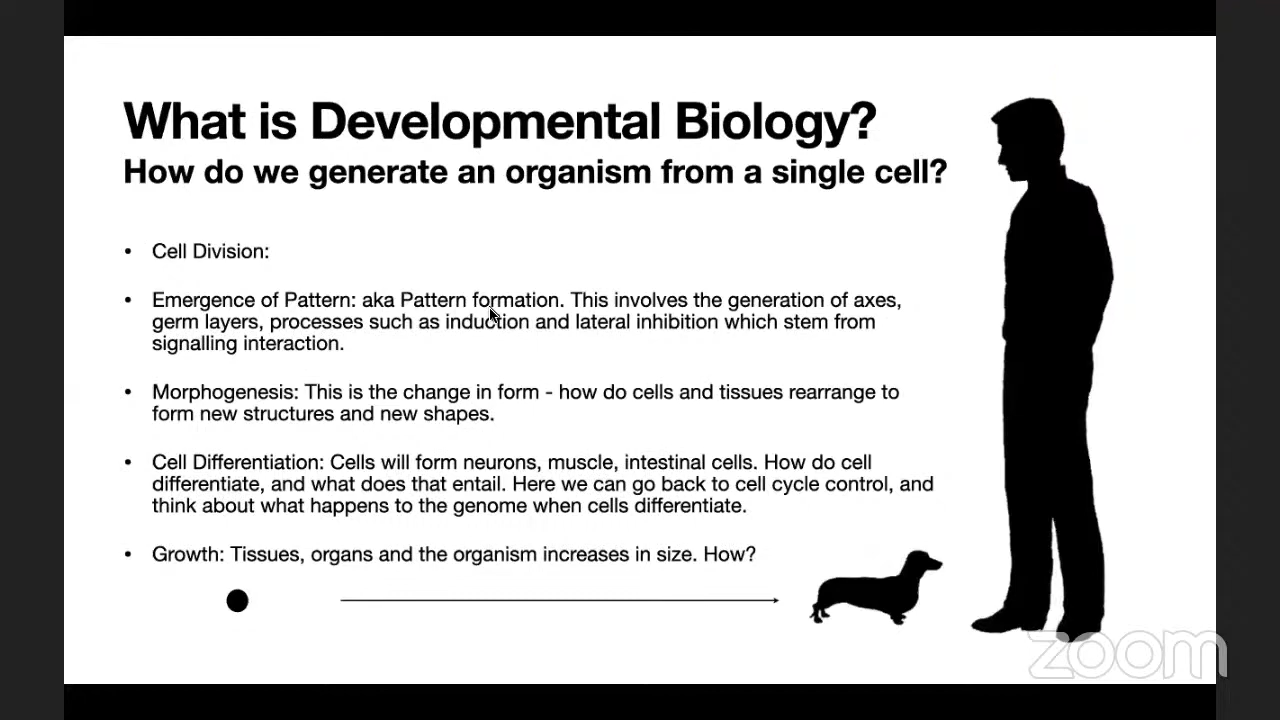 What is Developmental Biology?
How do we generate an organism from a single cell?
• Cell Division:
• Emergence of Pattern: aka Pattern formation. This involves the generation of axes,
germ layers, processes such as induction and lateral inhibition which stem from
signalling interaction.
• Morphogenesis: This is the change in form - how do cells and tissues rearrange to
form new structures and new shapes.
• Cell Differentiation: Cells will form neurons, muscle, intestinal cells. How do cell
differentiate, and what does that entail. Here we can go back to cell cycle control, and
think about what happens to the genome when cells differentiate.
• Growth: Tissues, organs and the organism increases in size. How?
zoom